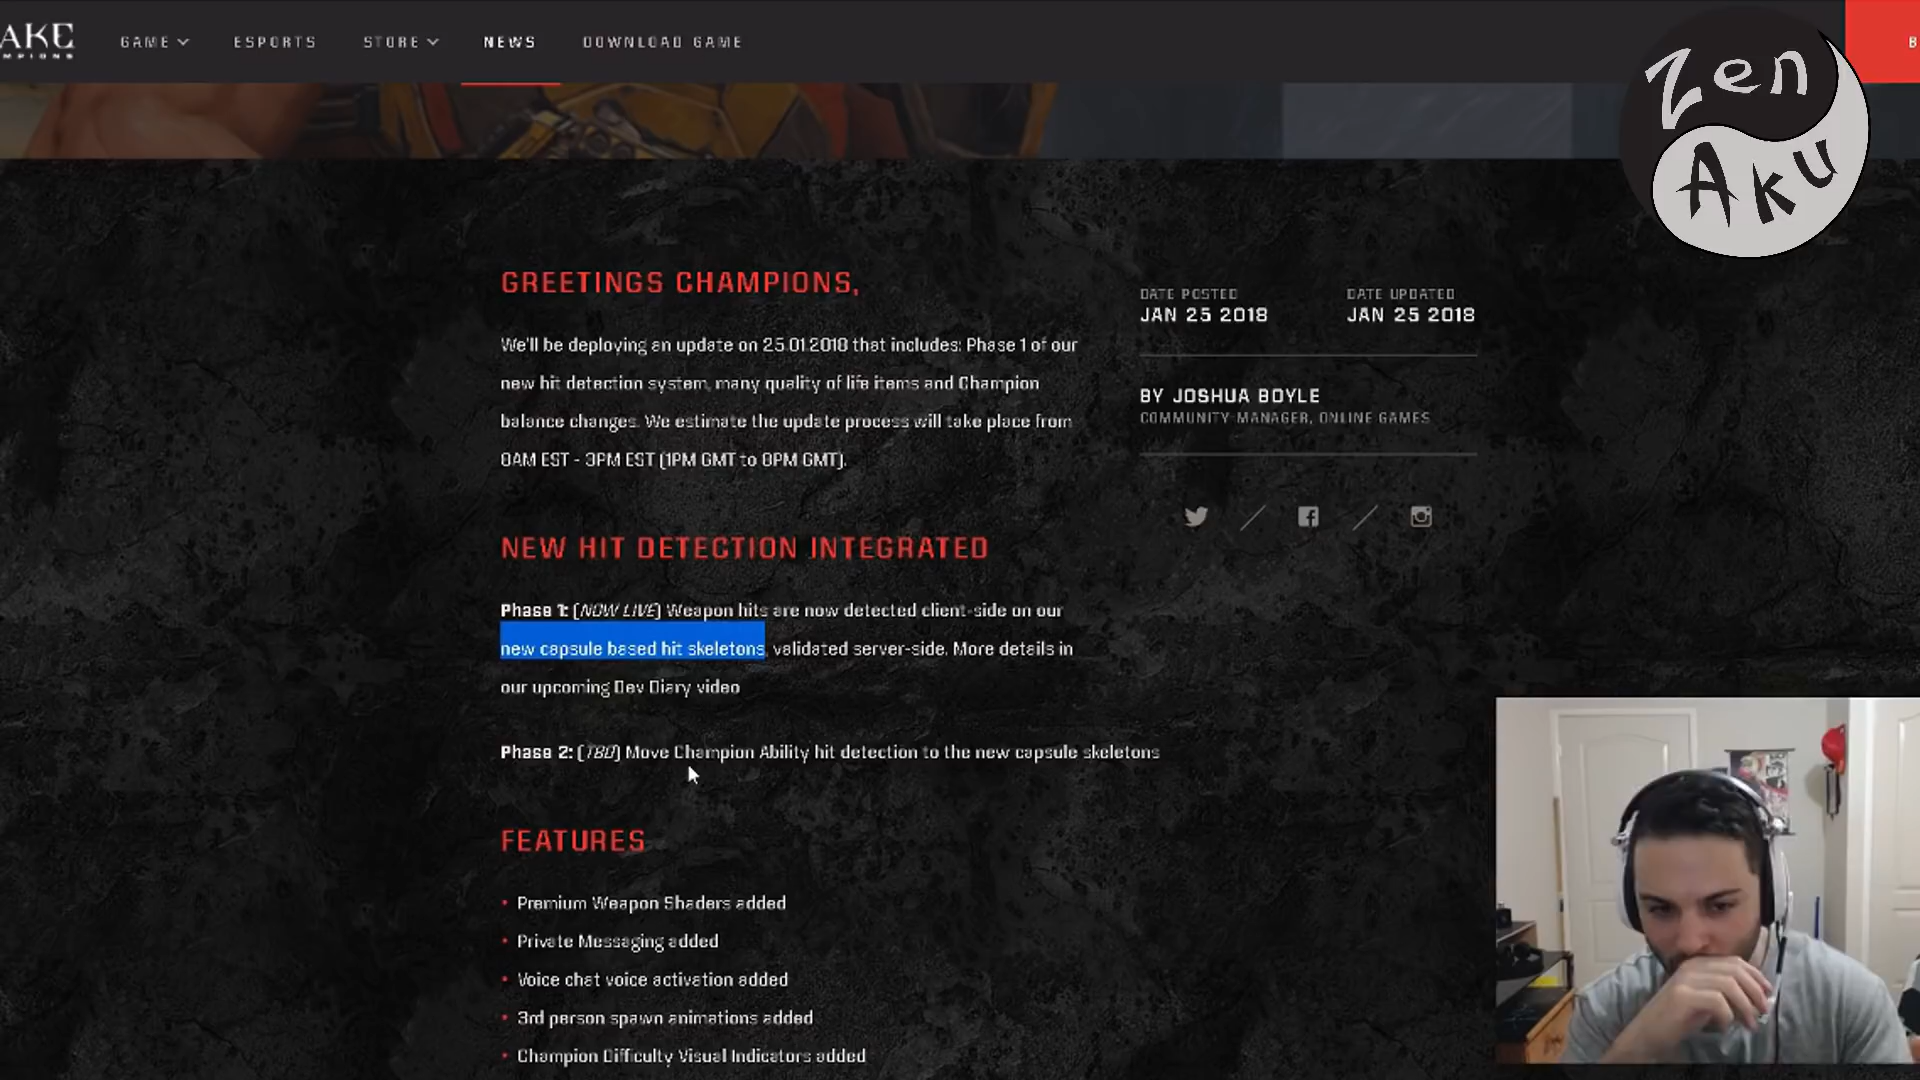 AKE
MPIONS
GAME
ESPORTS
STORE
NEWS
DOWNLOAD GAME
B
Zen
Aku
GREETINGS CHAMPIONS,
We'll be deploying an update on 25.01.2018 that includes: Phase 1 of our
new hit detection system, many quality of life items and Champion
balance changes. We estimate the update process will take place from
8AM EST - 3PM EST (1PM GMT to 8PM GMT).
DATE POSTED
JAN 25 2018
DATE UPDATED
JAN 25 2018
BY JOSHUA BOYLE
COMMUNITY MANAGER, ONLINE GAMES
NEW HIT DETECTION INTEGRATED
Phase 1: (NOW LIVE) Weapon hits are now detected client-side on our
new capsule based hit skeletons, validated server-side. More details in
our upcoming Dev Diary video
Phase 2: (TBD) Move Champion Ability hit detection to the new capsule skeletons
FEATURES
• Premium Weapon Shaders added
• Private Messaging added
• Voice chat voice activation added
• 3rd person spawn animations added
• Champion Difficulty Visual Indicators added